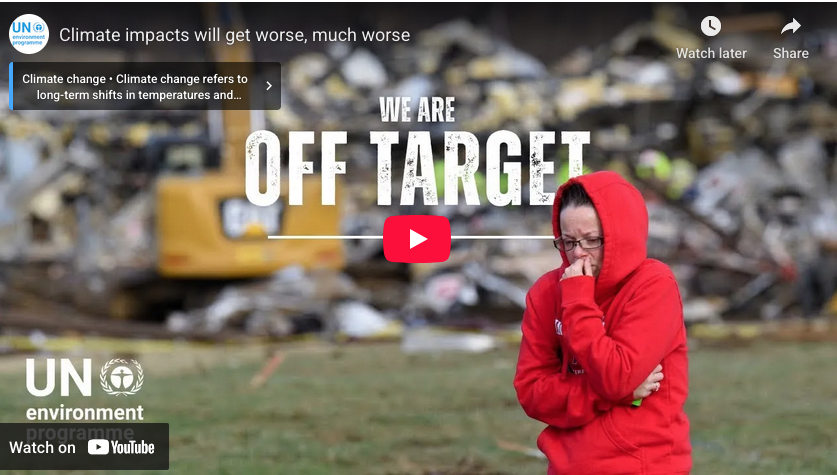 UN
environment
programme
Climate impacts will get worse, much worse
Watch later
Share
Climate change • Climate change refers to
long-term shifts in temperatures and...
WE ARE
OFF TARGET
UN
environment
programme
Watch on YouTube